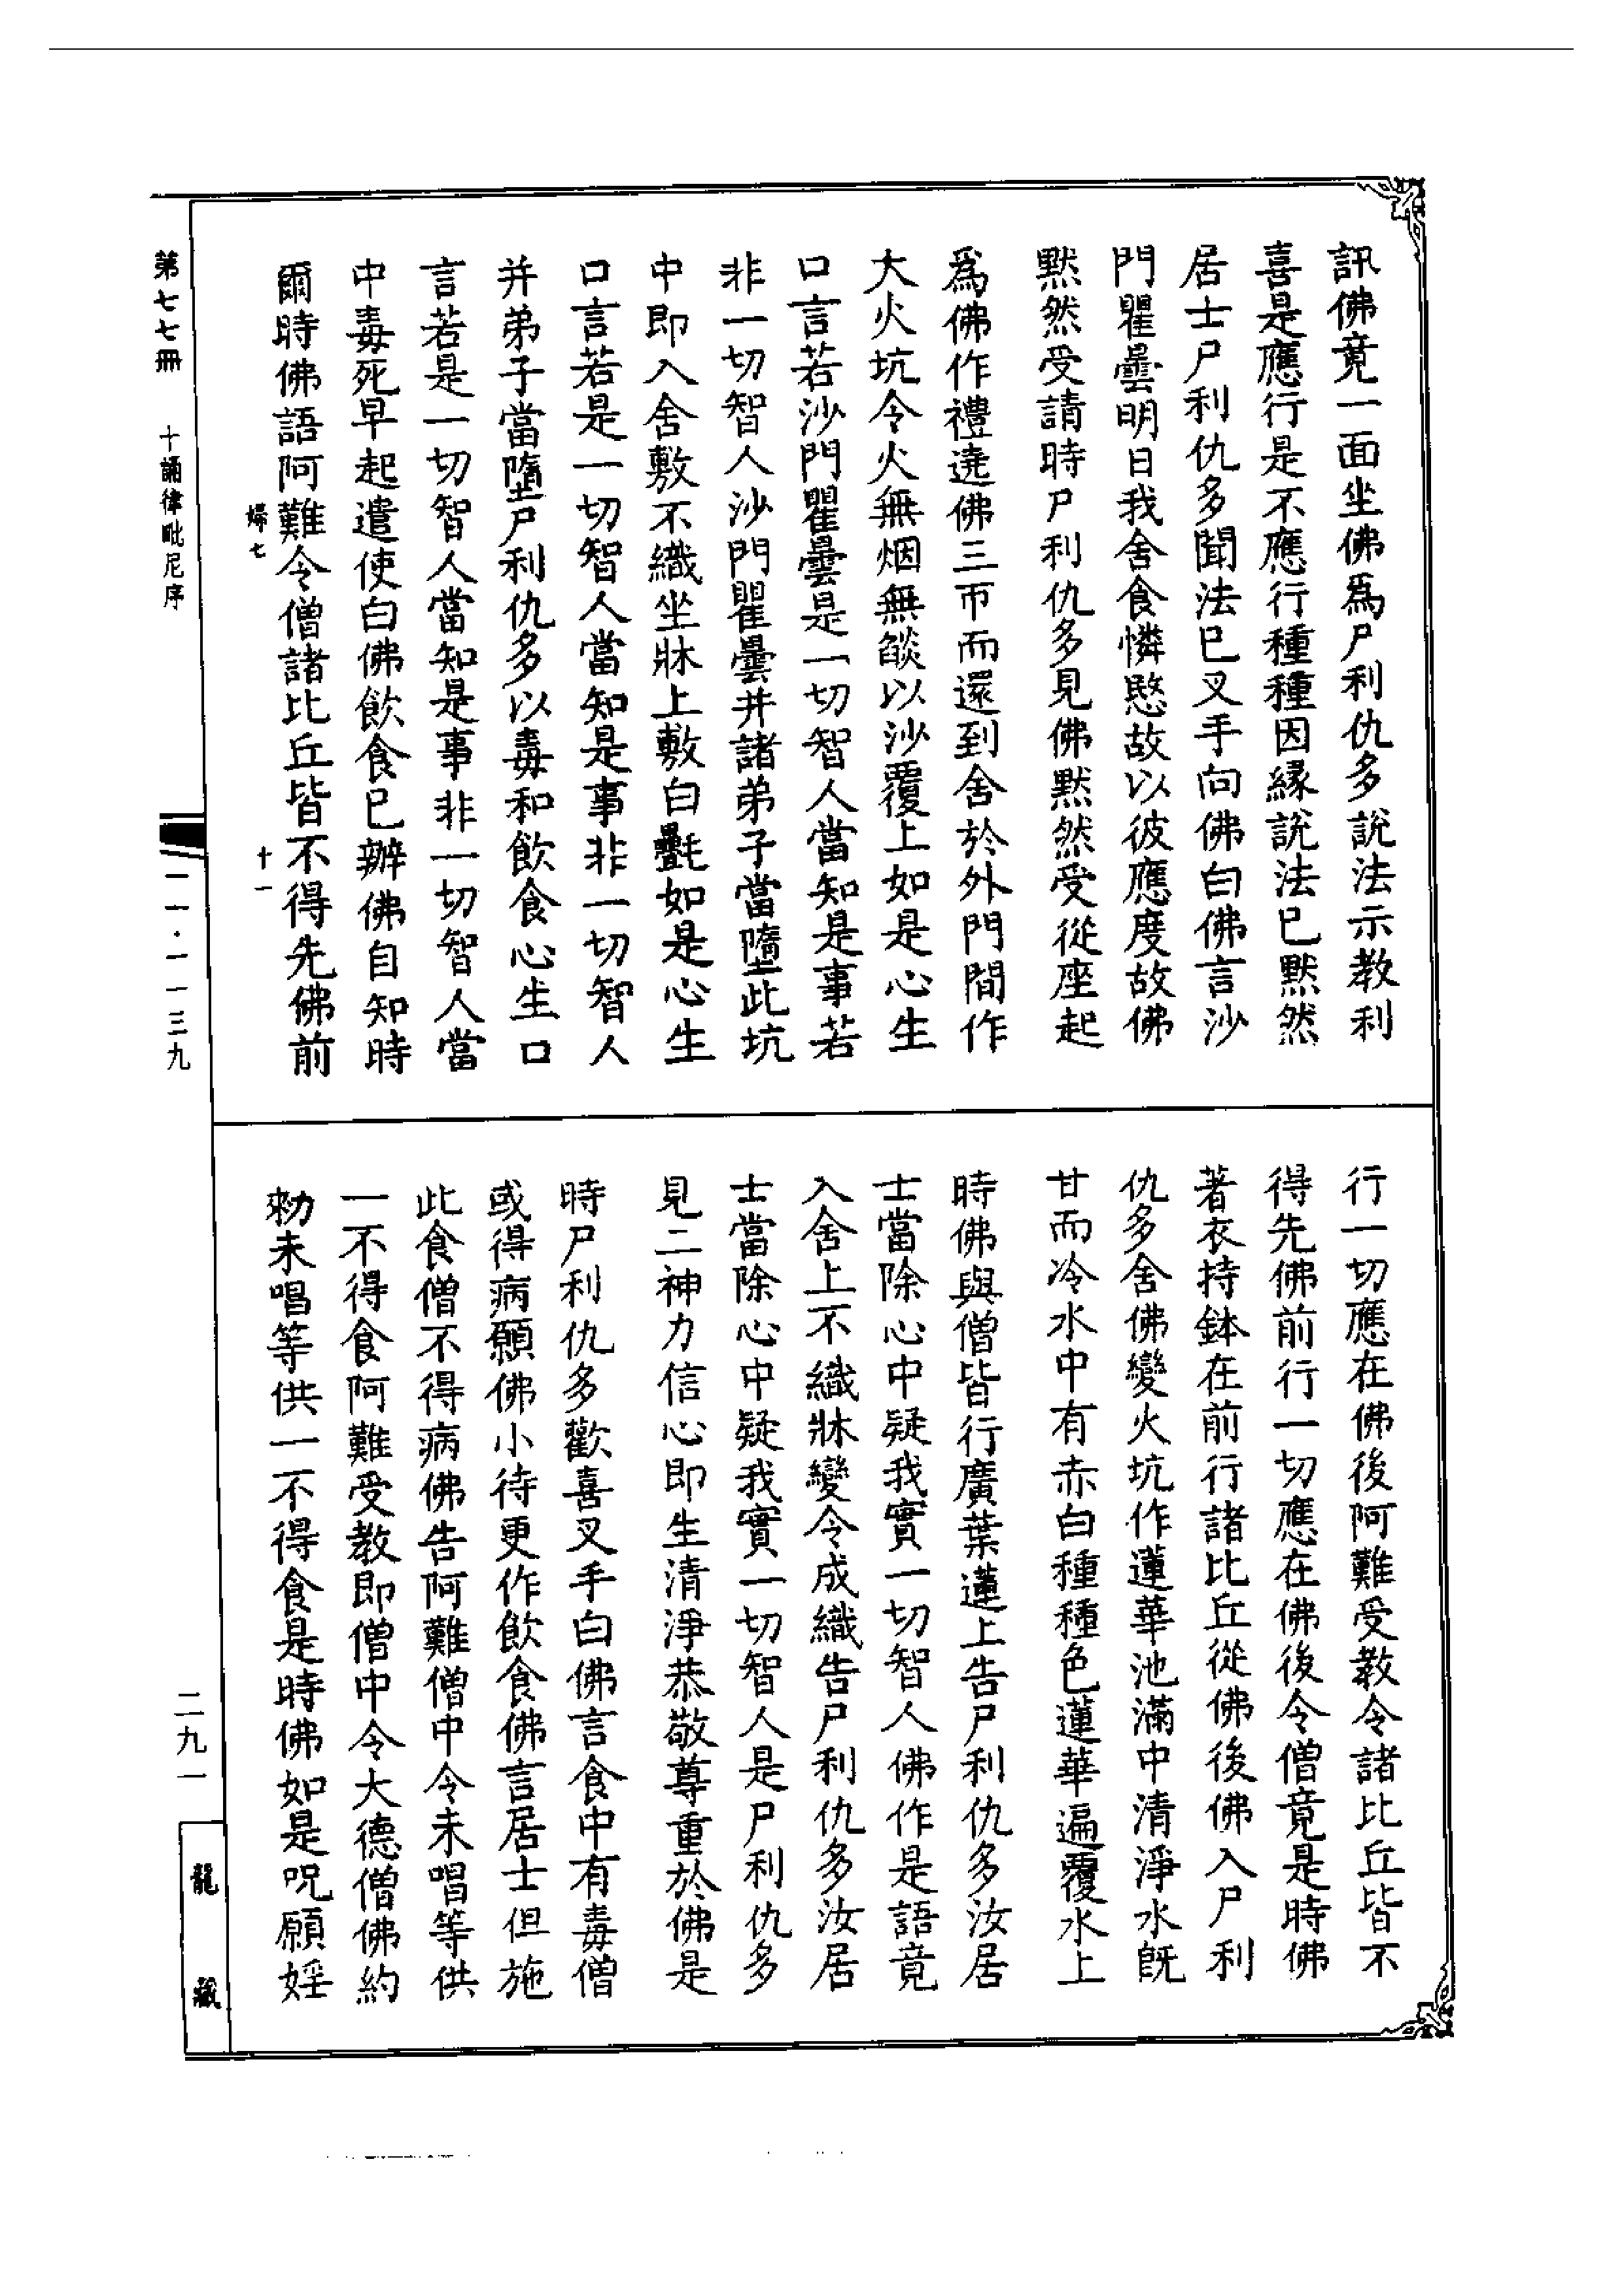 訊佛竟一面坐佛爲尸利仇多說法示教利
喜是應行是不應行種種因緣說法已默然
居士尸利仇多聞法已叉手向佛白佛言沙
門瞿曇明日我舍食憐愍故以彼應度故佛
默然受請時尸利仇多見佛默然受從座起
爲佛作禮遶佛三帀而還到舍於外門間作
大火坑令火無烟無燄以沙覆上如是心生
口言若沙門瞿曇是一切智人當知是事若
非一切智人沙門瞿曇并諸弟子當墮此坑
中即入舍敷不織坐牀上敷白㲲如是心生
口言若是一切智人當知是事非一切智人
并弟子當墮尸利仇多以毒和飲食心生口
言若是一切智人當知是事非一切智人當
中毒死早起遣使白佛飲食已辦佛自知時
爾時佛語阿難令僧諸比丘皆不得先佛前
婦七 十一
行一切應在佛後阿難受教令諸比丘皆不
得先佛前行一切應在佛後令僧竟是時佛
著衣持鉢在前行諸比丘從佛後佛入尸利
仇多舍佛變火坑作蓮華池滿中清淨水旣
甘而冷水中有赤白種種色蓮華遍覆水上
時佛與僧皆行廣葉蓮上告尸利仇多汝居
士當除心中疑我實一切智人佛作是語竟
入舍上不織牀變令成織告尸利仇多汝居
士當除心中疑我實一切智人是尸利仇多
見二神力信心即生清淨恭敬尊重於佛是
時尸利仇多歡喜叉手白佛言食中有毒僧
或得病願佛小待更作飲食佛言居士但施
此食僧不得病佛告阿難僧中令未唱等供
一不得食阿難受教即僧中令大德僧佛約
勑未唱等供一不得食是時佛如是呪願婬
第七七冊 十誦律毗尼序
一一·一一三九
二九一
龍藏